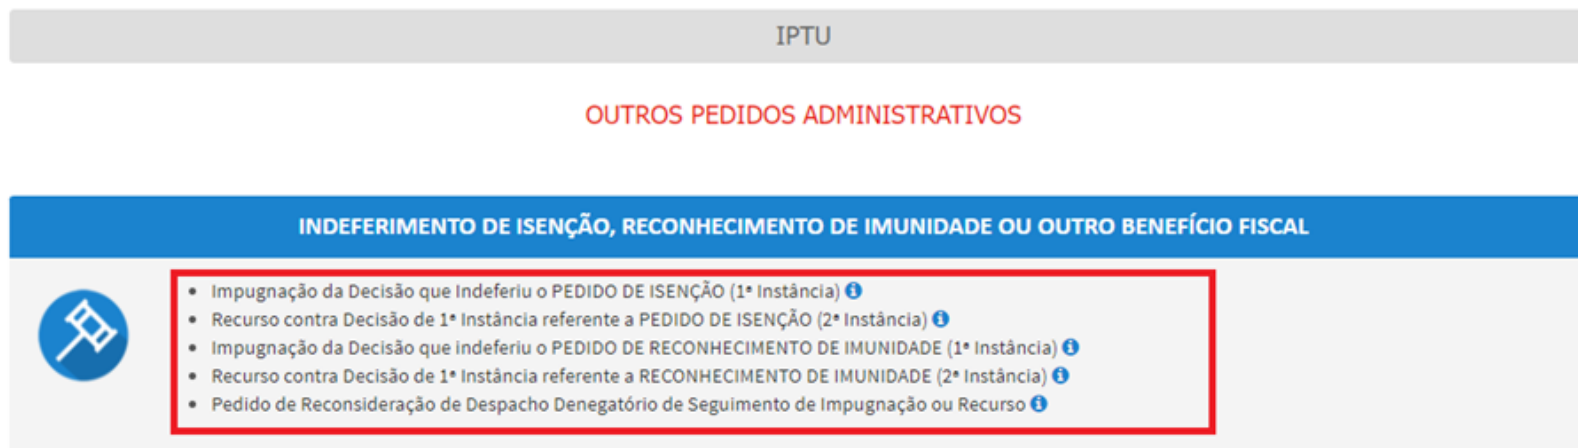 IPTU
OUTROS PEDIDOS ADMINISTRATIVOS
INDEFERIMENTO DE ISENÇÃO, RECONHECIMENTO DE IMUNIDADE OU OUTRO BENEFÍCIO FISCAL
• Impugnação da Decisão que Indeferiu o PEDIDO DE ISENÇÃO (1ª Instância)
• Recurso contra Decisão de 1ª Instância referente a PEDIDO DE ISENÇÃO (2ª Instância)
• Impugnação da Decisão que indeferiu o PEDIDO DE RECONHECIMENTO DE IMUNIDADE (1ª Instância)
• Recurso contra Decisão de 1ª Instância referente a RECONHECIMENTO DE IMUNIDADE (2ª Instância)
• Pedido de Reconsideração de Despacho Denegatório de Seguimento de Impugnação ou Recurso